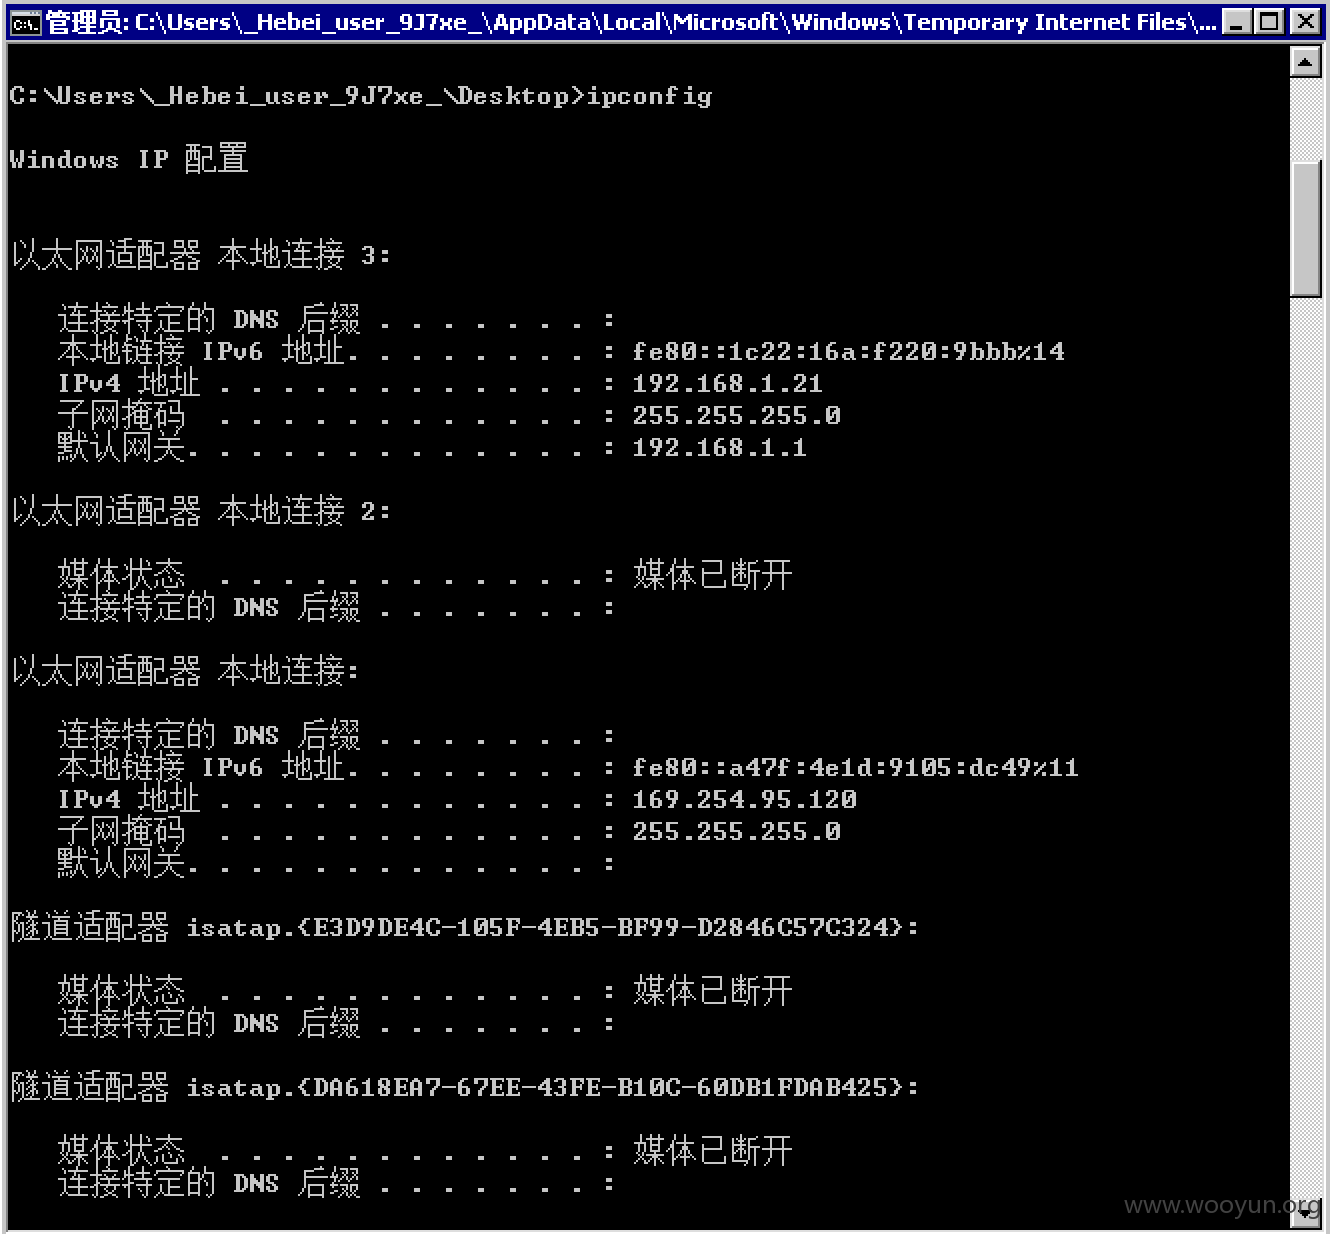 管理员: C:\Users\_Hebei_user_9J7xe_\AppData\Local\Microsoft\Windows\Temporary Internet Files\...
C:\Users\_Hebei_user_9J7xe_\Desktop>ipconfig
Windows IP 配置
以太网适配器 本地连接 3:
连接特定的 DNS 后缀 . . . . . . . :
本地链接 IPv6 地址. . . . . . . . : fe80::1c22:16a:f220:9bbb%14
IPv4 地址 . . . . . . . . . . . . : 192.168.1.21
子网掩码  . . . . . . . . . . . . : 255.255.255.0
默认网关. . . . . . . . . . . . . : 192.168.1.1
以太网适配器 本地连接 2:
媒体状态  . . . . . . . . . . . . : 媒体已断开
连接特定的 DNS 后缀 . . . . . . . :
以太网适配器 本地连接:
连接特定的 DNS 后缀 . . . . . . . :
本地链接 IPv6 地址. . . . . . . . : fe80::a47f:4e1d:9105:dc49%11
IPv4 地址 . . . . . . . . . . . . : 169.254.95.120
子网掩码  . . . . . . . . . . . . : 255.255.255.0
默认网关. . . . . . . . . . . . . :
隧道适配器 isatap.{E3D9DE4C-105F-4EB5-BF99-D2846C57C324}:
媒体状态  . . . . . . . . . . . . : 媒体已断开
连接特定的 DNS 后缀 . . . . . . . :
隧道适配器 isatap.{DA618EA7-67EE-43FE-B10C-60DB1FDAB425}:
媒体状态  . . . . . . . . . . . . : 媒体已断开
连接特定的 DNS 后缀 . . . . . . . :
www.wooyun.org